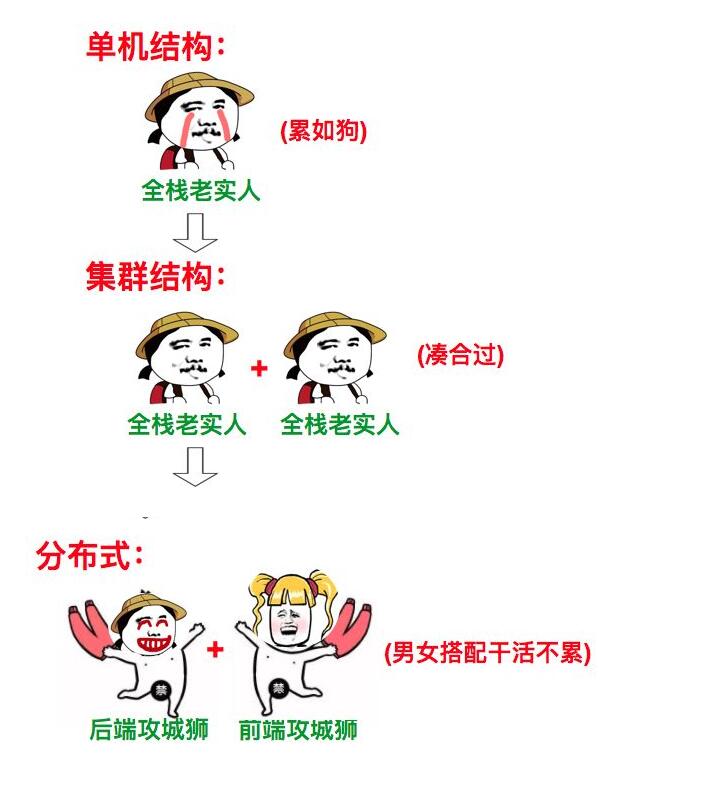 单机结构：
(累如狗)
全栈老实人
集群结构：
+
(凑合过)
全栈老实人 全栈老实人
分布式：
+
(男女搭配干活不累)
禁 禁
后端攻城狮 前端攻城狮